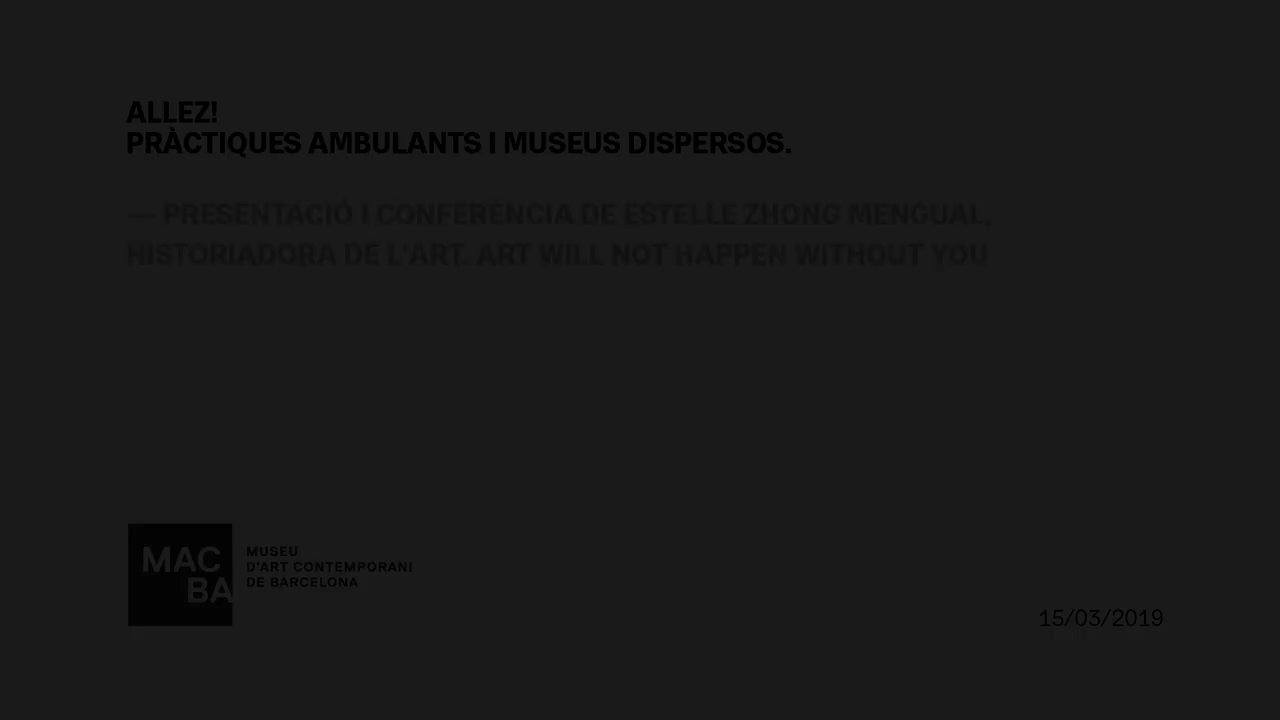 ALLEZ!
PRÀCTIQUES AMBULANTS I MUSEUS DISPERSOS.
— PRESENTACIÓ I CONFERÈNCIA DE ESTELLE ZHONG MENGUAL,
HISTORIADORA DE L'ART. ART WILL NOT HAPPEN WITHOUT YOU
MAC
BA
MUSEU
D'ART CONTEMPORANI
DE BARCELONA
15/03/2019